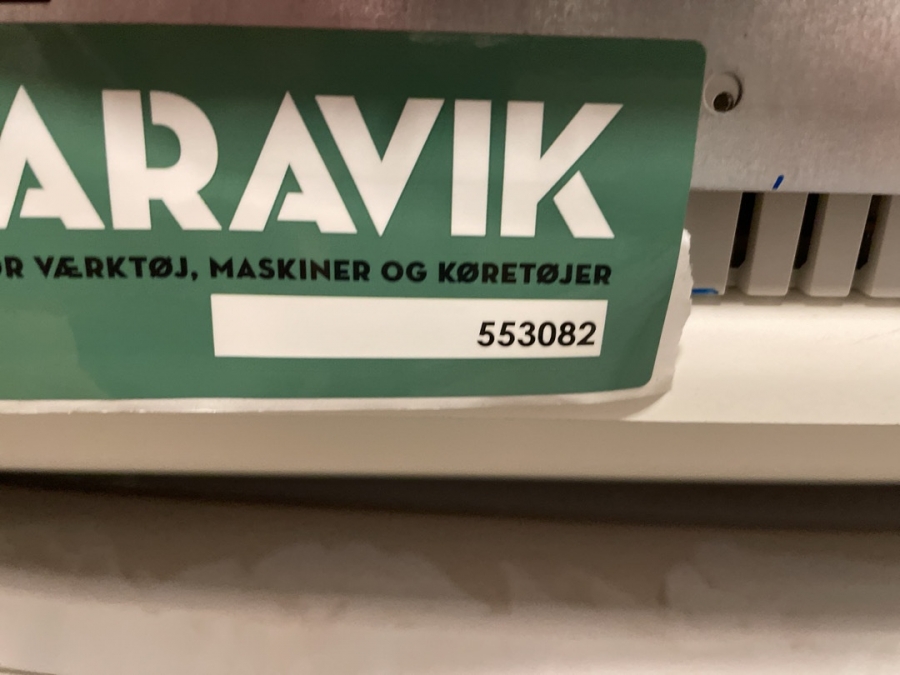 ARAVIK
OR VÆRKTØJ, MASKINER OG KØRETØJER
553082